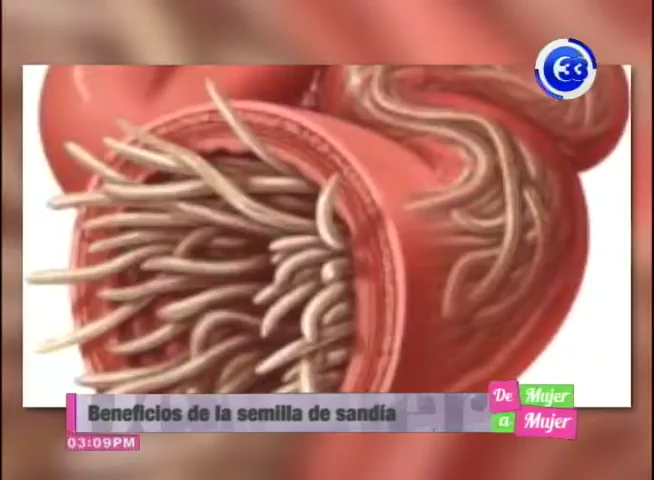 33
Beneficios de la semilla de sandía
De Mujer
a Mujer
03:09PM